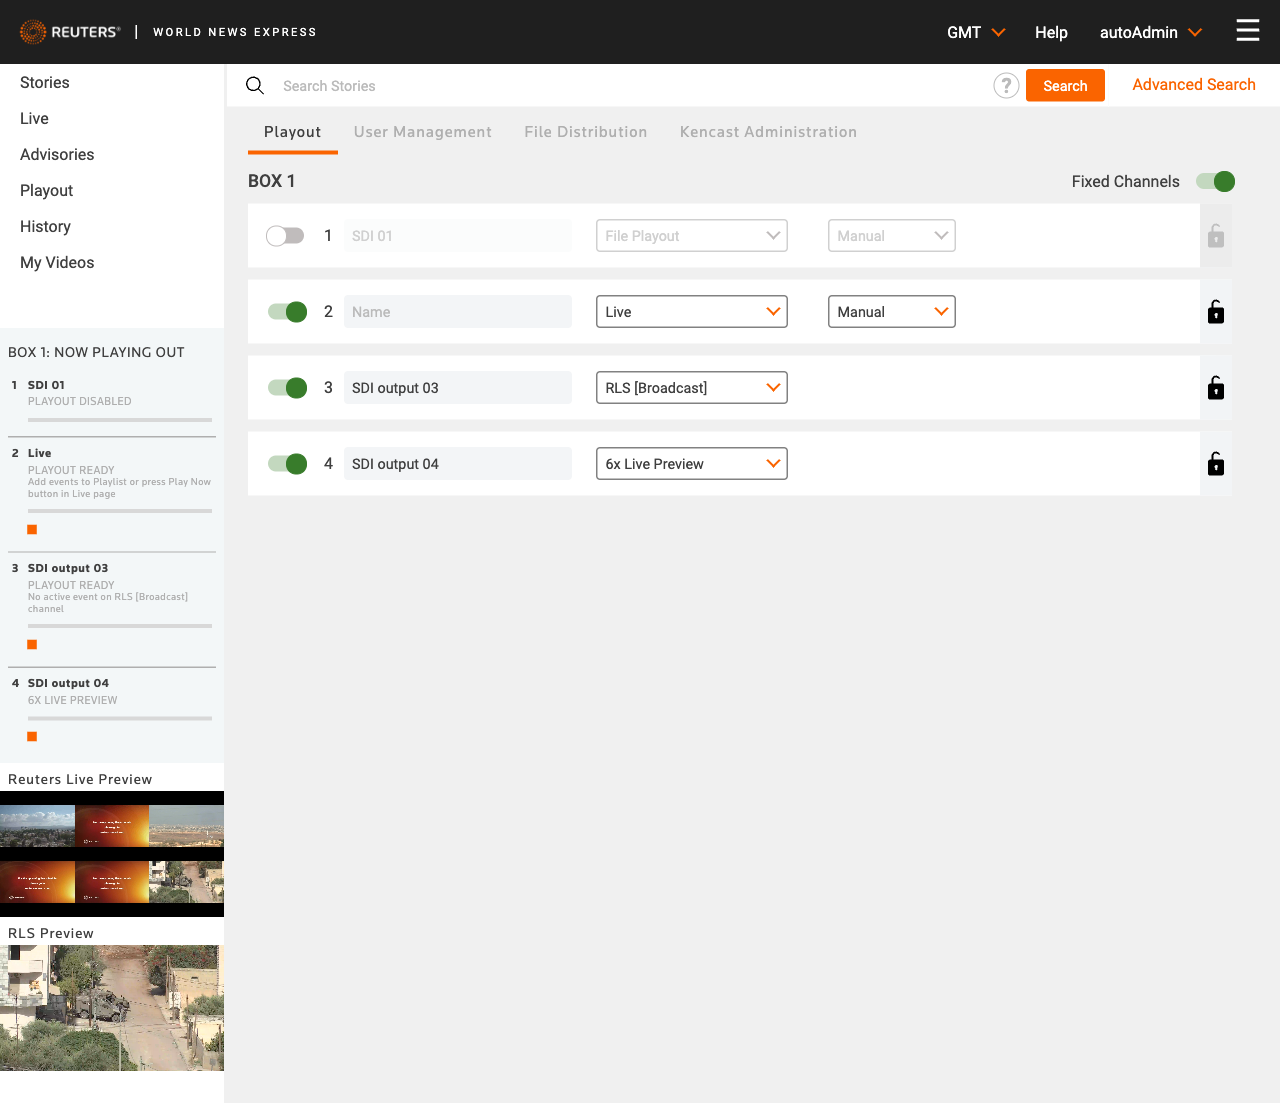 REUTERS® | WORLD NEWS EXPRESS
GMT
Help
autoAdmin
Stories
Live
Advisories
Playout
History
My Videos
Search Stories
?
Search
Advanced Search
Playout
User Management
File Distribution
Kencast Administration
BOX 1
Fixed Channels
1 SDI 01 File Playout Manual
2 Name Live Manual
3 SDI output 03 RLS [Broadcast]
4 SDI output 04 6x Live Preview
BOX 1: NOW PLAYING OUT
1 SDI 01
PLAYOUT DISABLED
2 Live
PLAYOUT READY
Add events to Playlist or press Play Now
button in Live page
3 SDI output 03
PLAYOUT READY
No active event on RLS [Broadcast]
channel
4 SDI output 04
6X LIVE PREVIEW
Reuters Live Preview
RLS Preview